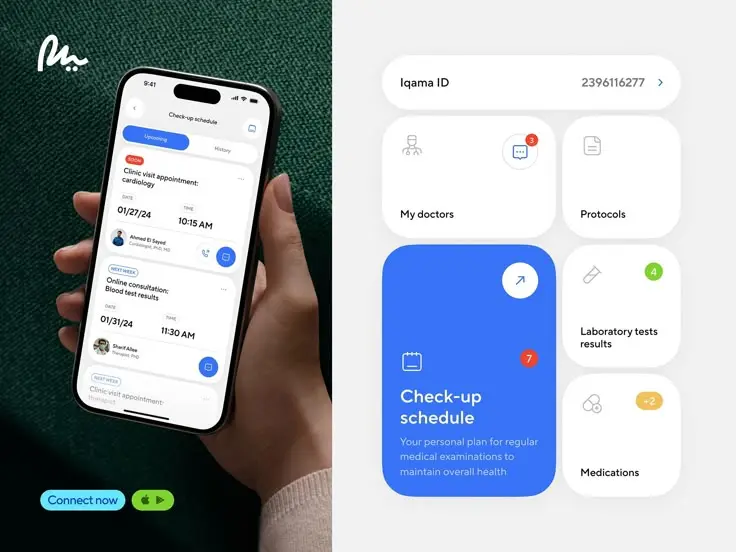 9:41
Check-up schedule
Upcoming
History
SOON
Clinic visit appointment:
cardiology
DATE
TIME
01/27/24
10:15 AM
Ahmed El Sayed
Cardiologist, PhD, MD
NEXT WEEK
Online consultation:
Blood test results
DATE
TIME
01/31/24
11:30 AM
Sharif Allee
Therapist, PhD
NEXT WEEK
Clinic visit appointment:
therapist
Connect now
Iqama ID
2396116277
3
My doctors
Protocols
7
Check-up
schedule
Your personal plan for regular
medical examinations to
maintain overall health
4
Laboratory tests
results
+2
Medications